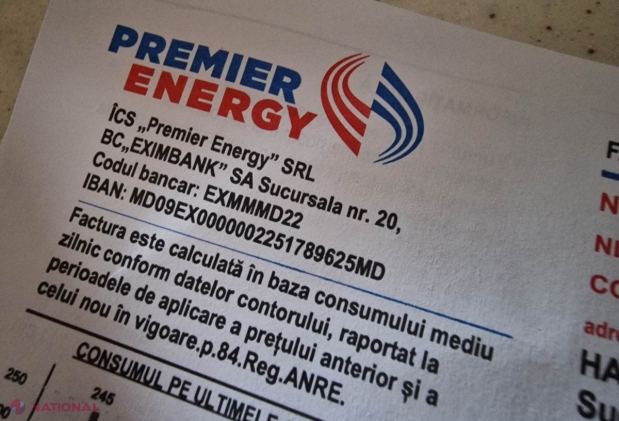 PREMIER
ENERGY
ÎCS „Premier Energy” SRL
BC„EXIMBANK” SA Sucursala nr. 20,
Codul bancar: EXMMMD22
IBAN: MD09EX0000002251789625MD
Factura este calculată în baza consumului mediu
zilnic conform datelor contorului, raportat la
perioadele de aplicare a prețului anterior și a
celui nou în vigoare.p.84.Reg.ANRE.
CONSUMUL PE ULTIMELE
250
245
NATIONAL